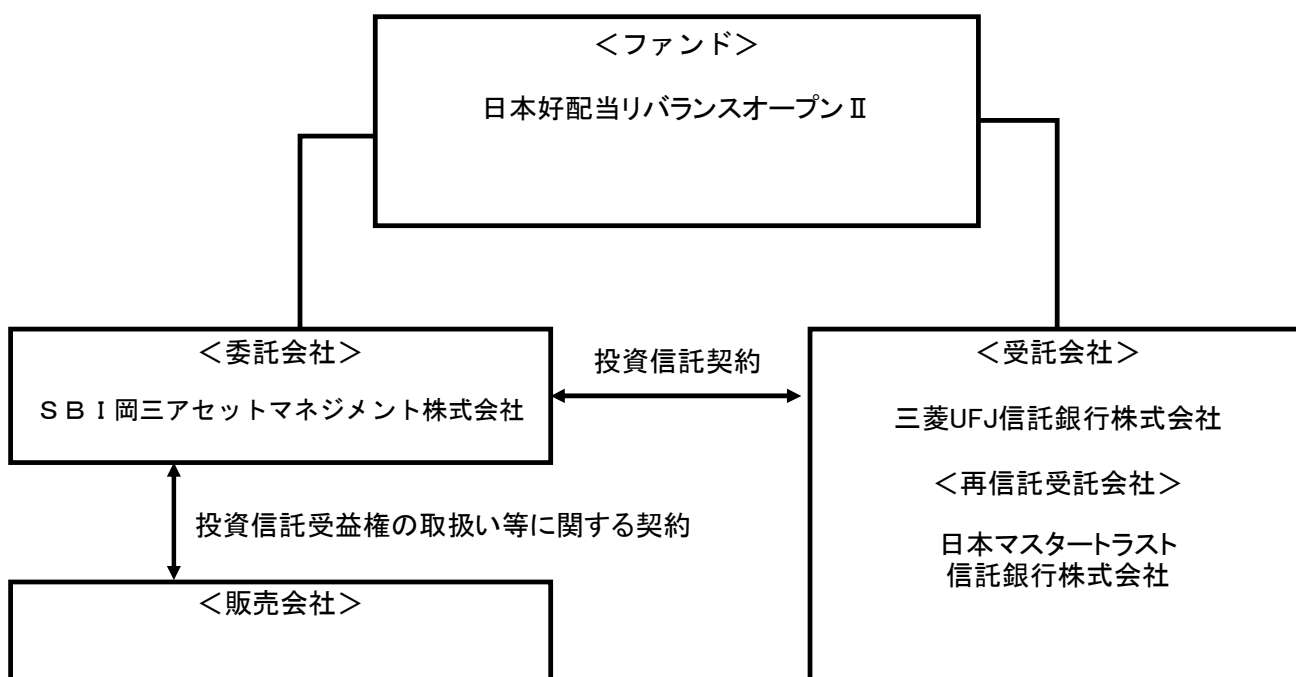 ＜ファンド＞
日本好配当リバランスオープンⅡ
＜委託会社＞
ＳＢＩ岡三アセットマネジメント株式会社
投資信託契約
＜受託会社＞
三菱UFJ信託銀行株式会社
＜再信託受託会社＞
日本マスタートラスト
信託銀行株式会社
投資信託受益権の取扱い等に関する契約
＜販売会社＞